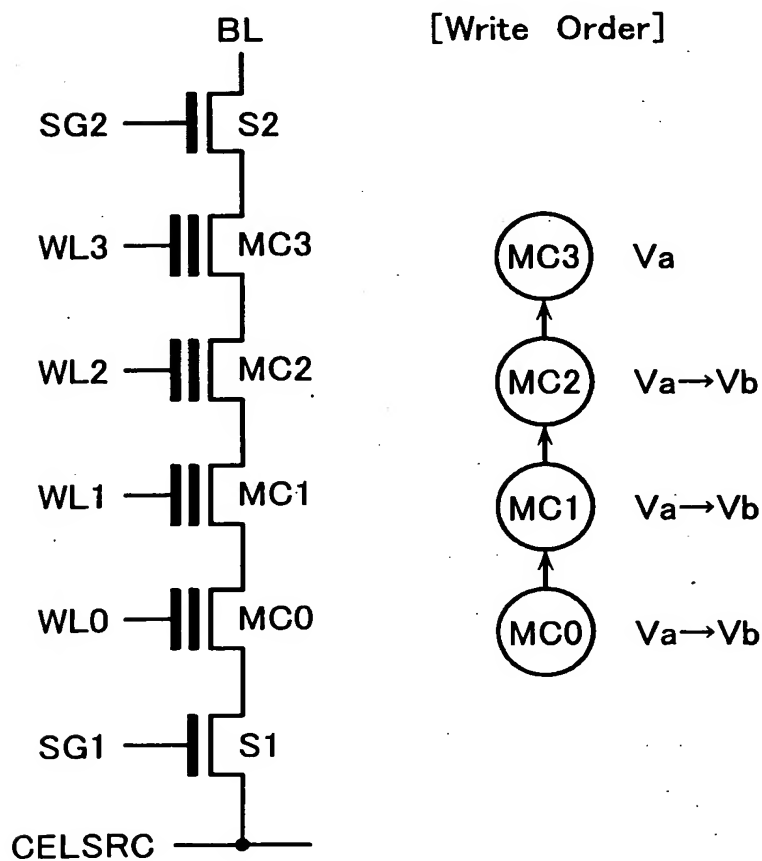 BL [Write Order]
SG2 S2
WL3 MC3 MC3 Va
WL2 MC2 MC2 Va→Vb
WL1 MC1 MC1 Va→Vb
WL0 MC0 MC0 Va→Vb
SG1 S1
CELSRC